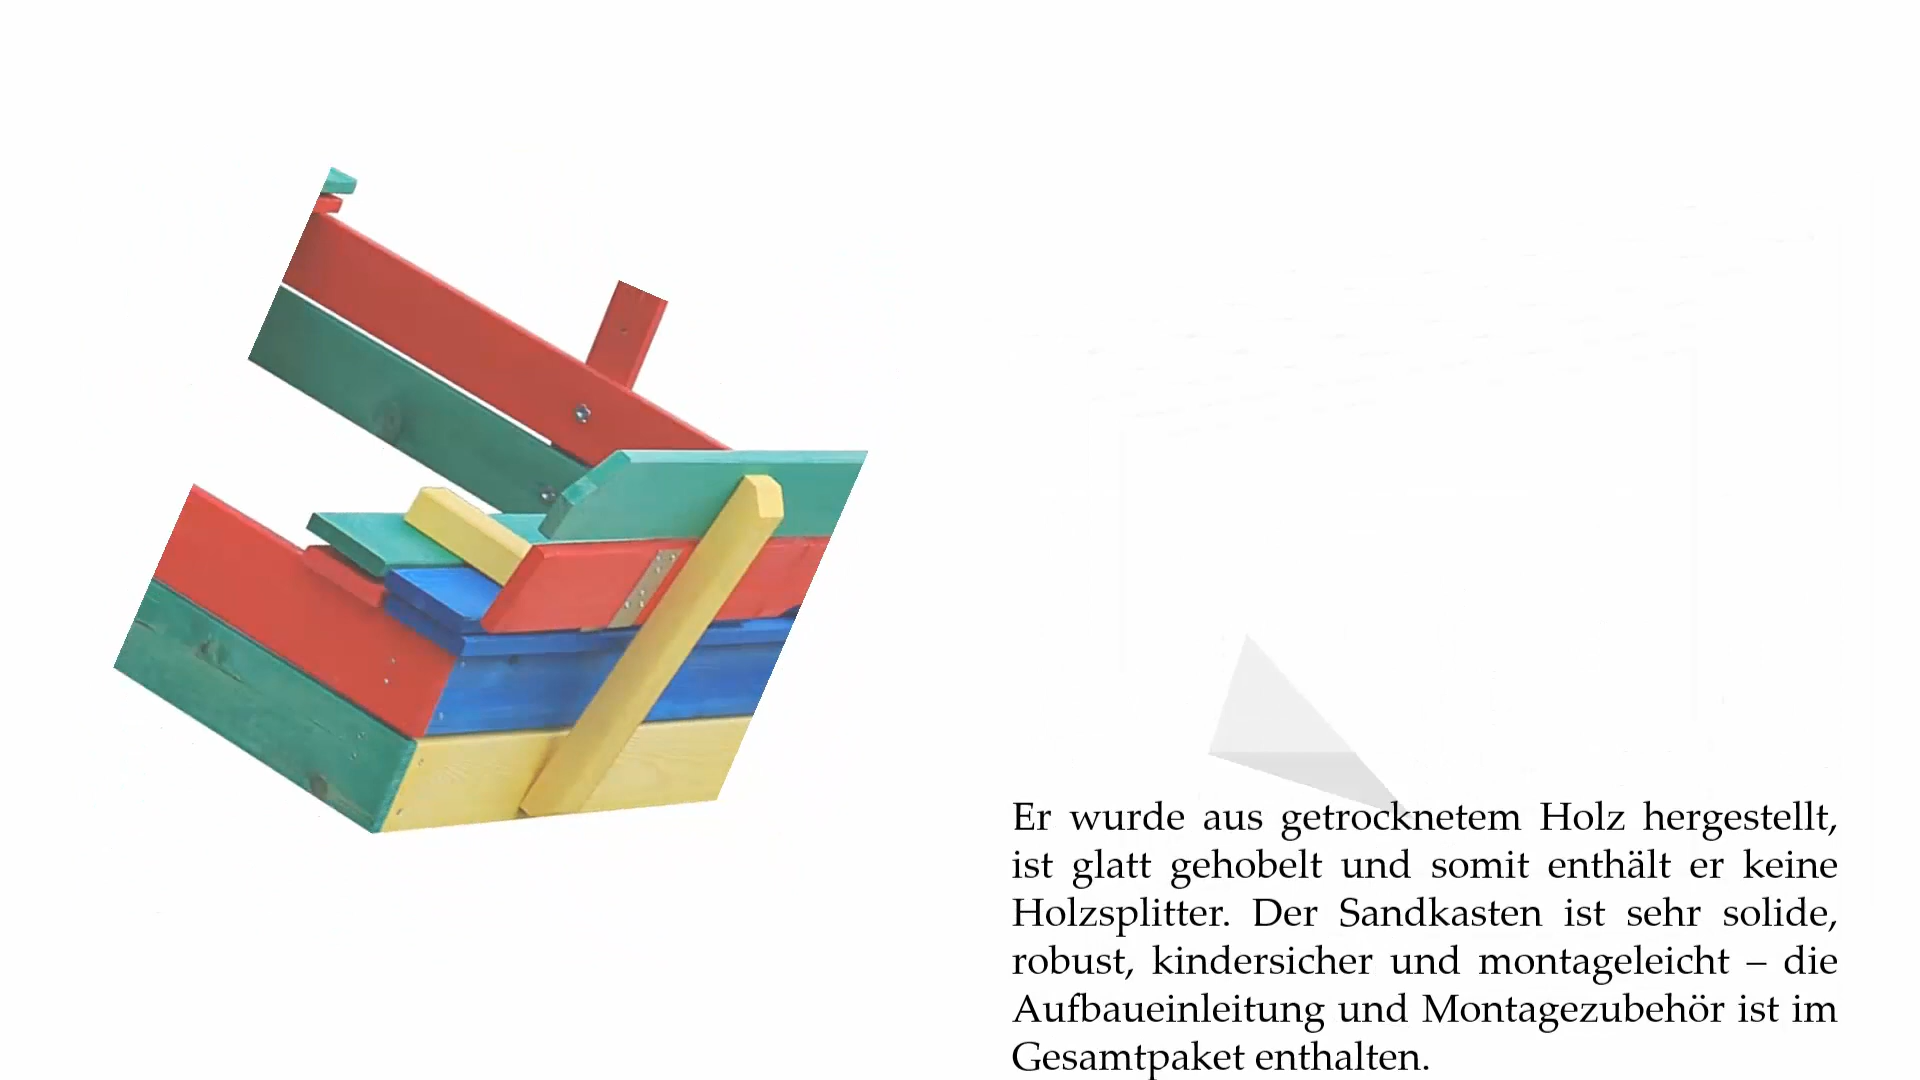 Er wurde aus getrocknetem Holz hergestellt,
ist glatt gehobelt und somit enthält er keine
Holzsplitter. Der Sandkasten ist sehr solide,
robust, kindersicher und montageleicht – die
Aufbaueinleitung und Montagezubehör ist im
Gesamtpaket enthalten.